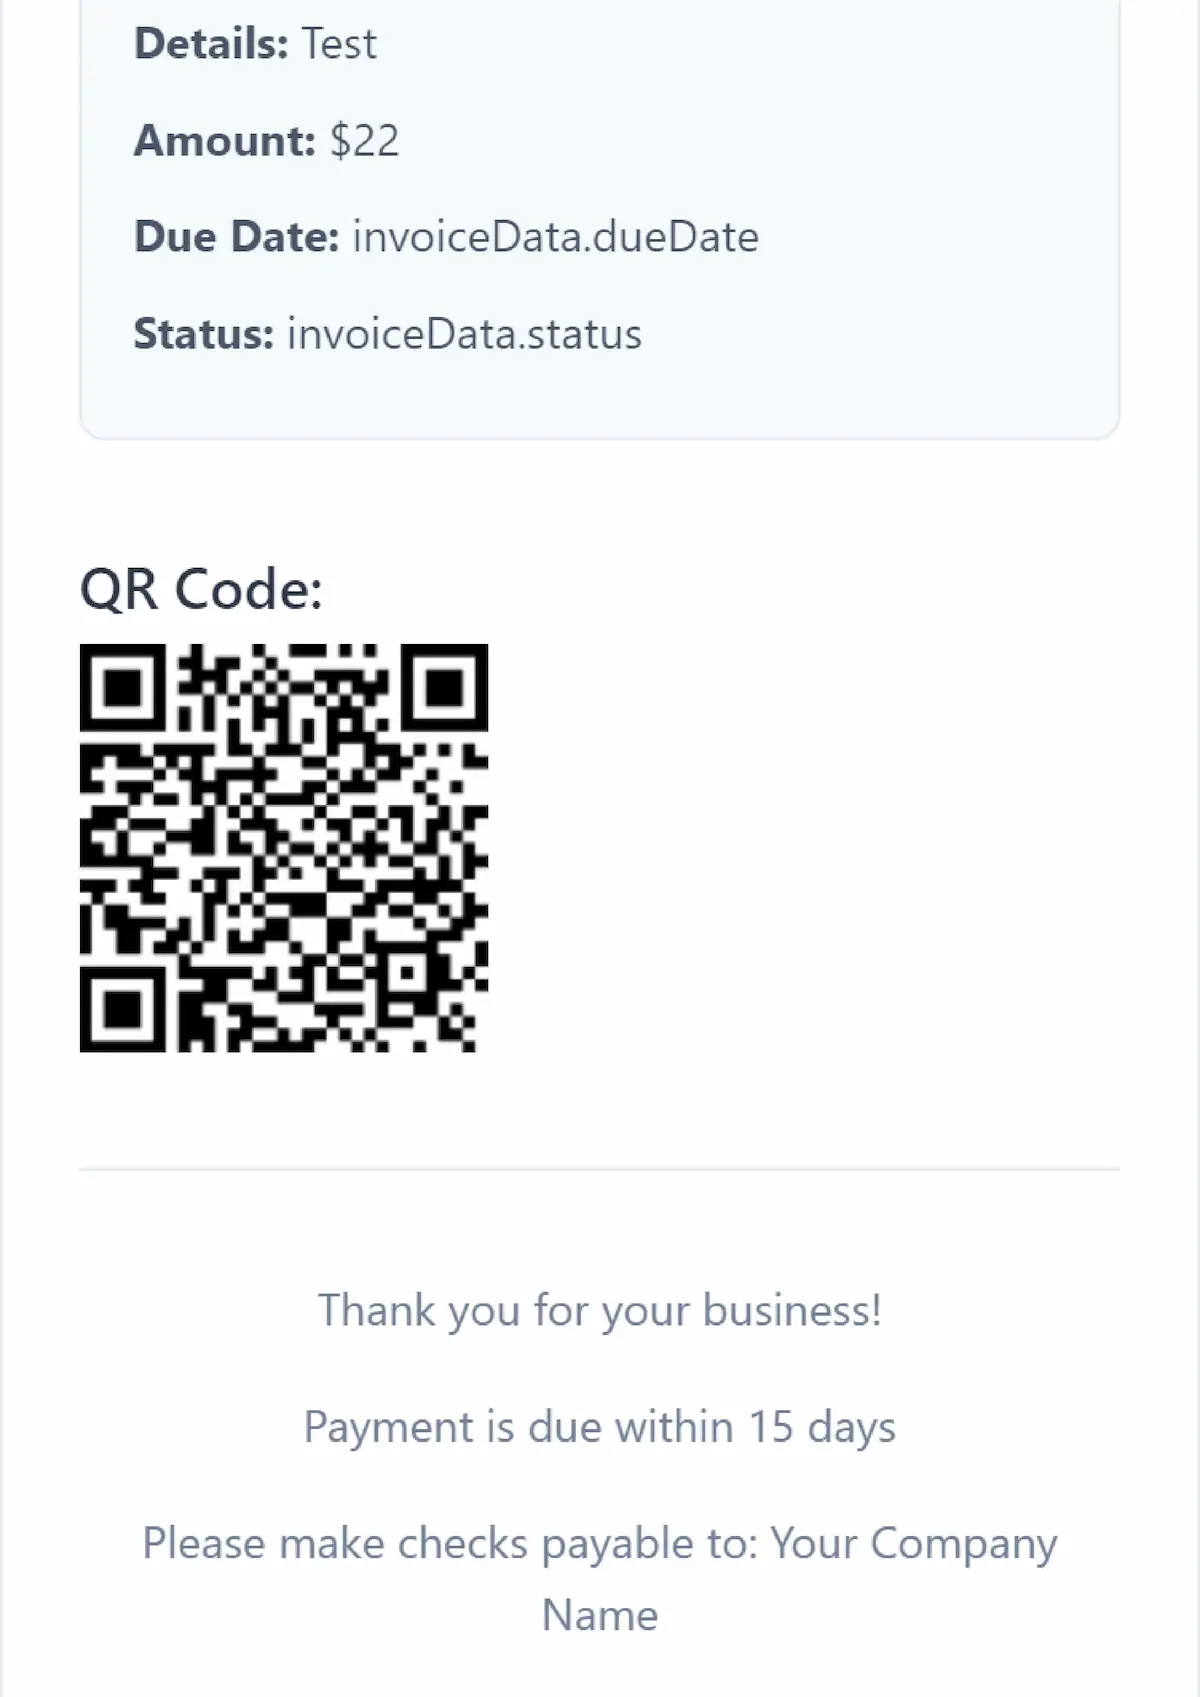 Details: Test
Amount: $22
Due Date: invoiceData.dueDate
Status: invoiceData.status
QR Code:
Thank you for your business!
Payment is due within 15 days
Please make checks payable to: Your Company
Name